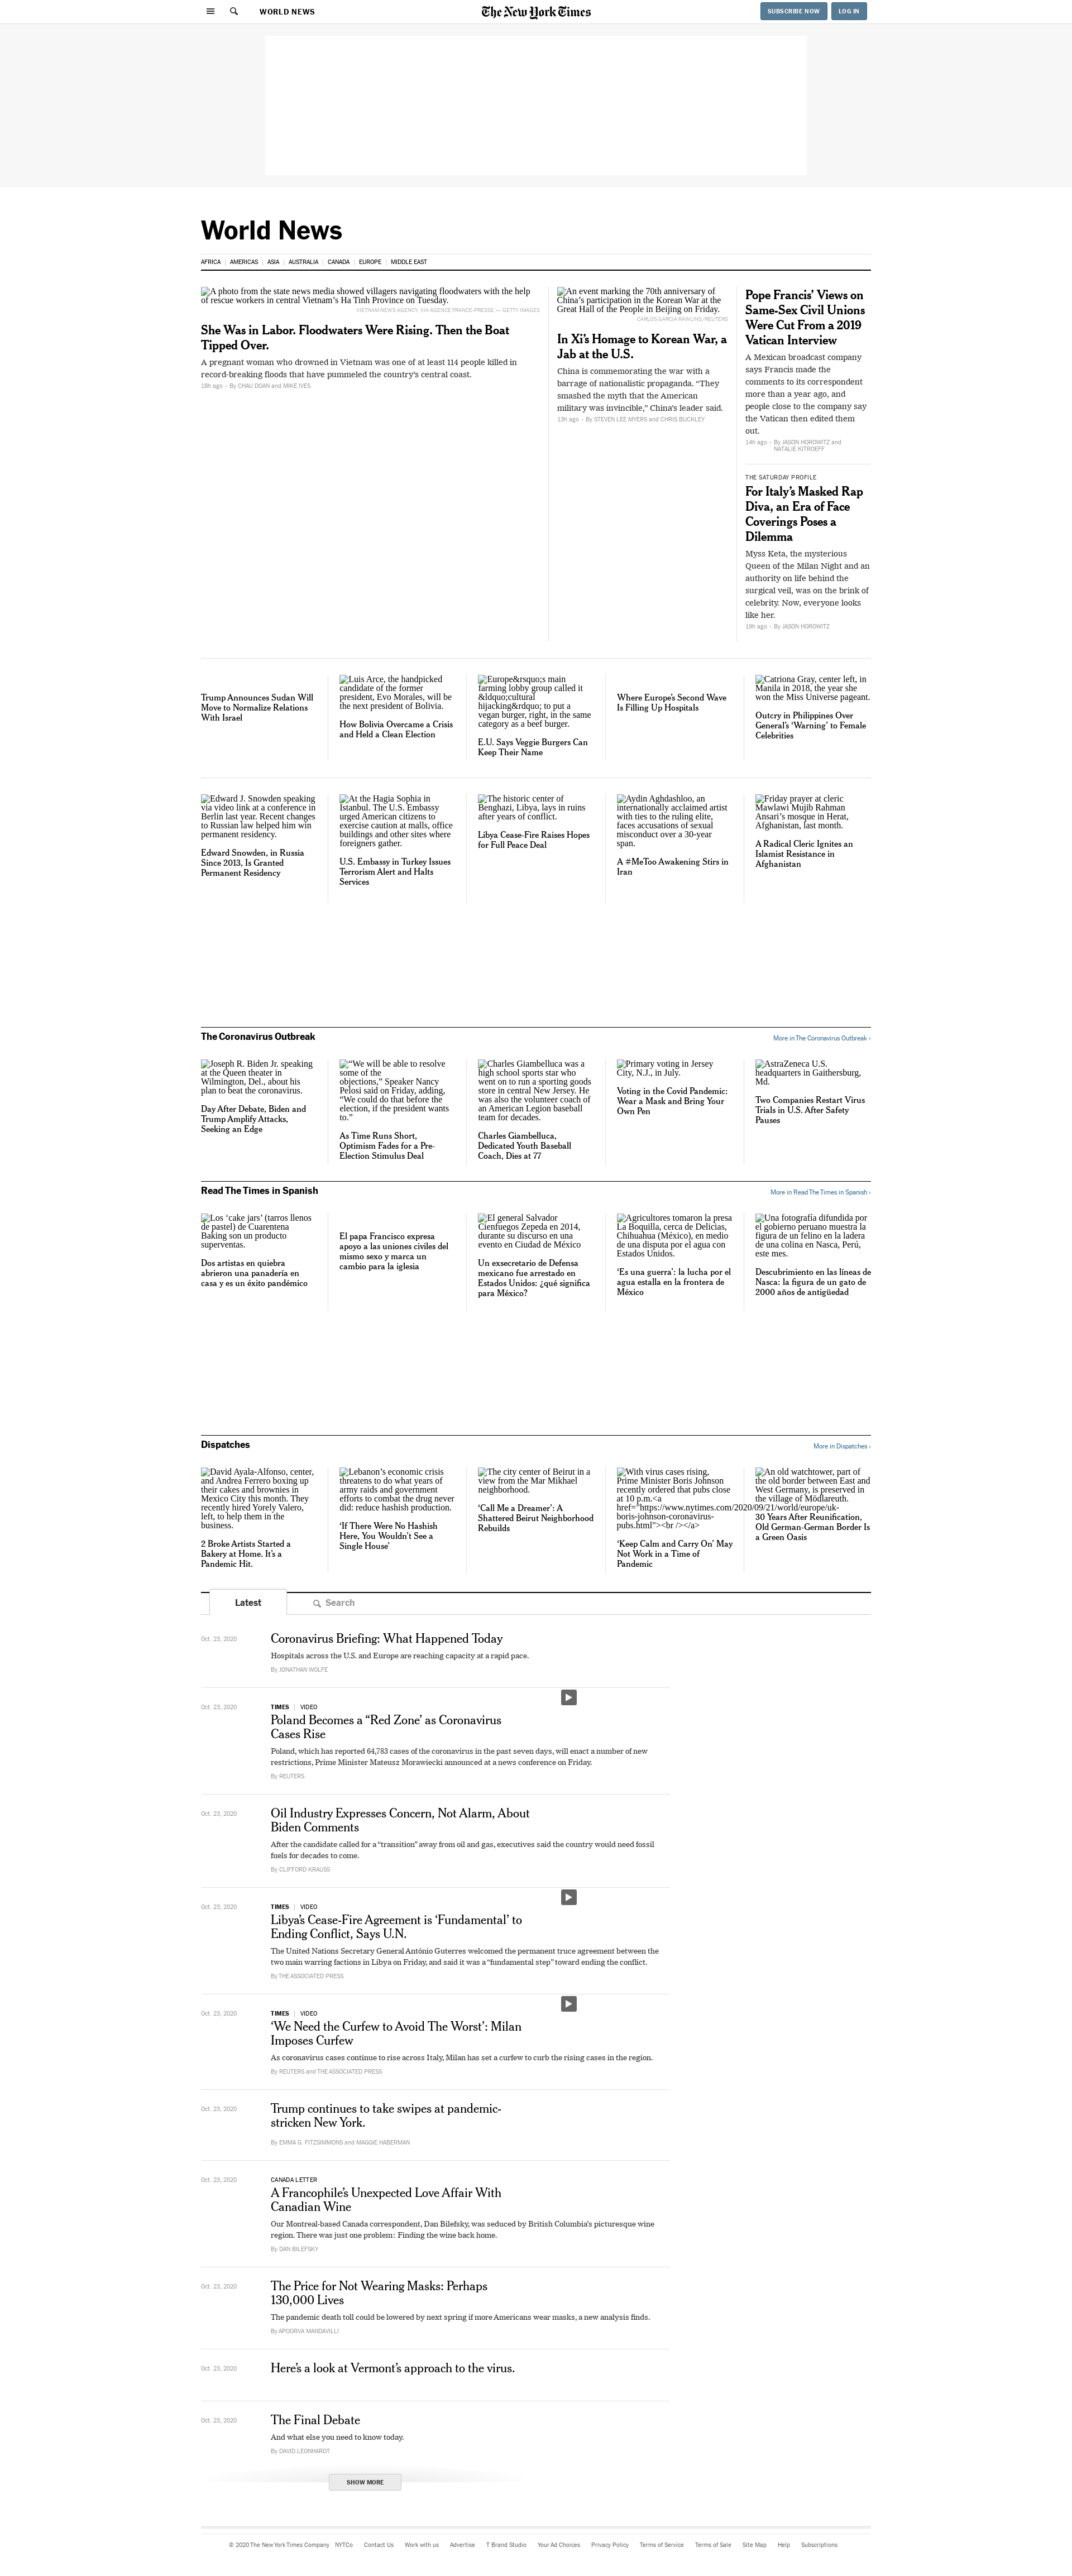 WORLD NEWS
The New York Times
SUBSCRIBE NOW
LOG IN
World News
AFRICA | AMERICAS | ASIA | AUSTRALIA | CANADA | EUROPE | MIDDLE EAST
A photo from the state news media showed villagers navigating floodwaters with the help
of rescue workers in central Vietnam’s Ha Tinh Province on Tuesday.
VIETNAM NEWS AGENCY, VIA AGENCE FRANCE-PRESSE — GETTY IMAGES
She Was in Labor. Floodwaters Were Rising. Then the Boat
Tipped Over.
A pregnant woman who drowned in Vietnam was one of at least 114 people killed in
record-breaking floods that have pummeled the country’s central coast.
18h ago - By CHAU DOAN and MIKE IVES
An event marking the 70th anniversary of
China’s participation in the Korean War at the
Great Hall of the People in Beijing on Friday.
CARLOS GARCIA RAWLINS/REUTERS
In Xi’s Homage to Korean War, a
Jab at the U.S.
China is commemorating the war with a
barrage of nationalistic propaganda. “They
smashed the myth that the American
military was invincible,” China’s leader said.
13h ago - By STEVEN LEE MYERS and CHRIS BUCKLEY
Pope Francis’ Views on
Same-Sex Civil Unions
Were Cut From a 2019
Vatican Interview
A Mexican broadcast company
says Francis made the
comments to its correspondent
more than a year ago, and
people close to the company say
the Vatican then edited them
out.
14h ago - By JASON HOROWITZ and
NATALIE KITROEFF
THE SATURDAY PROFILE
For Italy’s Masked Rap
Diva, an Era of Face
Coverings Poses a
Dilemma
Myss Keta, the mysterious
Queen of the Milan Night and an
authority on life behind the
surgical veil, was on the brink of
celebrity. Now, everyone looks
like her.
19h ago - By JASON HOROWITZ
Trump Announces Sudan Will
Move to Normalize Relations
With Israel
Luis Arce, the handpicked
candidate of the former
president, Evo Morales, will be
the next president of Bolivia.
How Bolivia Overcame a Crisis
and Held a Clean Election
Europe&rsquo;s main
farming lobby group called it
&ldquo;cultural
hijacking&rdquo; to put a
vegan burger, right, in the same
category as a beef burger.
E.U. Says Veggie Burgers Can
Keep Their Name
Where Europe’s Second Wave
Is Filling Up Hospitals
Catriona Gray, center left, in
Manila in 2018, the year she
won the Miss Universe pageant.
Outcry in Philippines Over
General’s ‘Warning’ to Female
Celebrities
Edward J. Snowden speaking
via video link at a conference in
Berlin last year. Recent changes
to Russian law helped him win
permanent residency.
Edward Snowden, in Russia
Since 2013, Is Granted
Permanent Residency
At the Hagia Sophia in
Istanbul. The U.S. Embassy
urged American citizens to
exercise caution at malls, office
buildings and other sites where
foreigners gather.
U.S. Embassy in Turkey Issues
Terrorism Alert and Halts
Services
The historic center of
Benghazi, Libya, lays in ruins
after years of conflict.
Libya Cease-Fire Raises Hopes
for Full Peace Deal
Aydin Aghdashloo, an
internationally acclaimed artist
with ties to the ruling elite,
faces accusations of sexual
misconduct over a 30-year
span.
A #MeToo Awakening Stirs in
Iran
Friday prayer at cleric
Mawlawi Mujib Rahman
Ansari’s mosque in Herat,
Afghanistan, last month.
A Radical Cleric Ignites an
Islamist Resistance in
Afghanistan
The Coronavirus Outbreak
More in The Coronavirus Outbreak ›
Joseph R. Biden Jr. speaking
at the Queen theater in
Wilmington, Del., about his
plan to beat the coronavirus.
Day After Debate, Biden and
Trump Amplify Attacks,
Seeking an Edge
“We will be able to resolve
some of the
objections,” Speaker Nancy
Pelosi said on Friday, adding,
“We could do that before the
election, if the president wants
to.”
As Time Runs Short,
Optimism Fades for a Pre-
Election Stimulus Deal
Charles Giambelluca was a
high school sports star who
went on to run a sporting goods
store in central New Jersey. He
was also the volunteer coach of
an American Legion baseball
team for decades.
Charles Giambelluca,
Dedicated Youth Baseball
Coach, Dies at 77
Primary voting in Jersey
City, N.J., in July.
Voting in the Covid Pandemic:
Wear a Mask and Bring Your
Own Pen
AstraZeneca U.S.
headquarters in Gaithersburg,
Md.
Two Companies Restart Virus
Trials in U.S. After Safety
Pauses
Read The Times in Spanish
More in Read The Times in Spanish ›
Los ‘cake jars’ (tarros llenos
de pastel) de Cuarentena
Baking son un producto
superventas.
Dos artistas en quiebra
abrieron una panadería en
casa y es un éxito pandémico
El papa Francisco expresa
apoyo a las uniones civiles del
mismo sexo y marca un
cambio para la iglesia
El general Salvador
Cienfuegos Zepeda en 2014,
durante su discurso en una
evento en Ciudad de México
Un exsecretario de Defensa
mexicano fue arrestado en
Estados Unidos: ¿qué significa
para México?
Agricultores tomaron la presa
La Boquilla, cerca de Delicias,
Chihuahua (México), en medio
de una disputa por el agua con
Estados Unidos.
‘Es una guerra’: la lucha por el
agua estalla en la frontera de
México
Una fotografía difundida por
el gobierno peruano muestra la
figura de un felino en la ladera
de una colina en Nasca, Perú,
este mes.
Descubrimiento en las líneas de
Nasca: la figura de un gato de
2000 años de antigüedad
Dispatches
More in Dispatches ›
David Ayala-Alfonso, center,
and Andrea Ferrero boxing up
their cakes and brownies in
Mexico City this month. They
recently hired Yorely Valero,
left, to help them in the
business.
2 Broke Artists Started a
Bakery at Home. It’s a
Pandemic Hit.
Lebanon’s economic crisis
threatens to do what years of
army raids and government
efforts to combat the drug never
did: reduce hashish production.
‘If There Were No Hashish
Here, You Wouldn’t See a
Single House’
The city center of Beirut in a
view from the Mar Mikhael
neighborhood.
‘Call Me a Dreamer’: A
Shattered Beirut Neighborhood
Rebuilds
With virus cases rising,
Prime Minister Boris Johnson
recently ordered that pubs close
at 10 p.m.<a
href="https://www.nytimes.com/2020/09/21/world/europe/uk-
boris-johnson-coronavirus-
pubs.html"><br /></a>
‘Keep Calm and Carry On’ May
Not Work in a Time of
Pandemic
An old watchtower, part of
the old border between East and
West Germany, is preserved in
the village of Mödlareuth.
30 Years After Reunification,
Old German-German Border Is
a Green Oasis
Latest
Search
Oct. 23, 2020
Coronavirus Briefing: What Happened Today
Hospitals across the U.S. and Europe are reaching capacity at a rapid pace.
By JONATHAN WOLFE
Oct. 23, 2020
TIMES | VIDEO
Poland Becomes a “Red Zone’ as Coronavirus
Cases Rise
Poland, which has reported 64,783 cases of the coronavirus in the past seven days, will enact a number of new
restrictions, Prime Minister Mateusz Morawiecki announced at a news conference on Friday.
By REUTERS
Oct. 23, 2020
Oil Industry Expresses Concern, Not Alarm, About
Biden Comments
After the candidate called for a “transition” away from oil and gas, executives said the country would need fossil
fuels for decades to come.
By CLIFFORD KRAUSS
Oct. 23, 2020
TIMES | VIDEO
Libya’s Cease-Fire Agreement is ‘Fundamental’ to
Ending Conflict, Says U.N.
The United Nations Secretary General António Guterres welcomed the permanent truce agreement between the
two main warring factions in Libya on Friday, and said it was a “fundamental step” toward ending the conflict.
By THE ASSOCIATED PRESS
Oct. 23, 2020
TIMES | VIDEO
‘We Need the Curfew to Avoid The Worst’: Milan
Imposes Curfew
As coronavirus cases continue to rise across Italy, Milan has set a curfew to curb the rising cases in the region.
By REUTERS and THE ASSOCIATED PRESS
Oct. 23, 2020
Trump continues to take swipes at pandemic-
stricken New York.
By EMMA G. FITZSIMMONS and MAGGIE HABERMAN
Oct. 23, 2020
CANADA LETTER
A Francophile’s Unexpected Love Affair With
Canadian Wine
Our Montreal-based Canada correspondent, Dan Bilefsky, was seduced by British Columbia’s picturesque wine
region. There was just one problem: Finding the wine back home.
By DAN BILEFSKY
Oct. 23, 2020
The Price for Not Wearing Masks: Perhaps
130,000 Lives
The pandemic death toll could be lowered by next spring if more Americans wear masks, a new analysis finds.
By APOORVA MANDAVILLI
Oct. 23, 2020
Here’s a look at Vermont’s approach to the virus.
Oct. 23, 2020
The Final Debate
And what else you need to know today.
By DAVID LEONHARDT
SHOW MORE
© 2020 The New York Times Company NYTCo Contact Us Work with us Advertise T Brand Studio Your Ad Choices Privacy Policy Terms of Service Terms of Sale Site Map Help Subscriptions